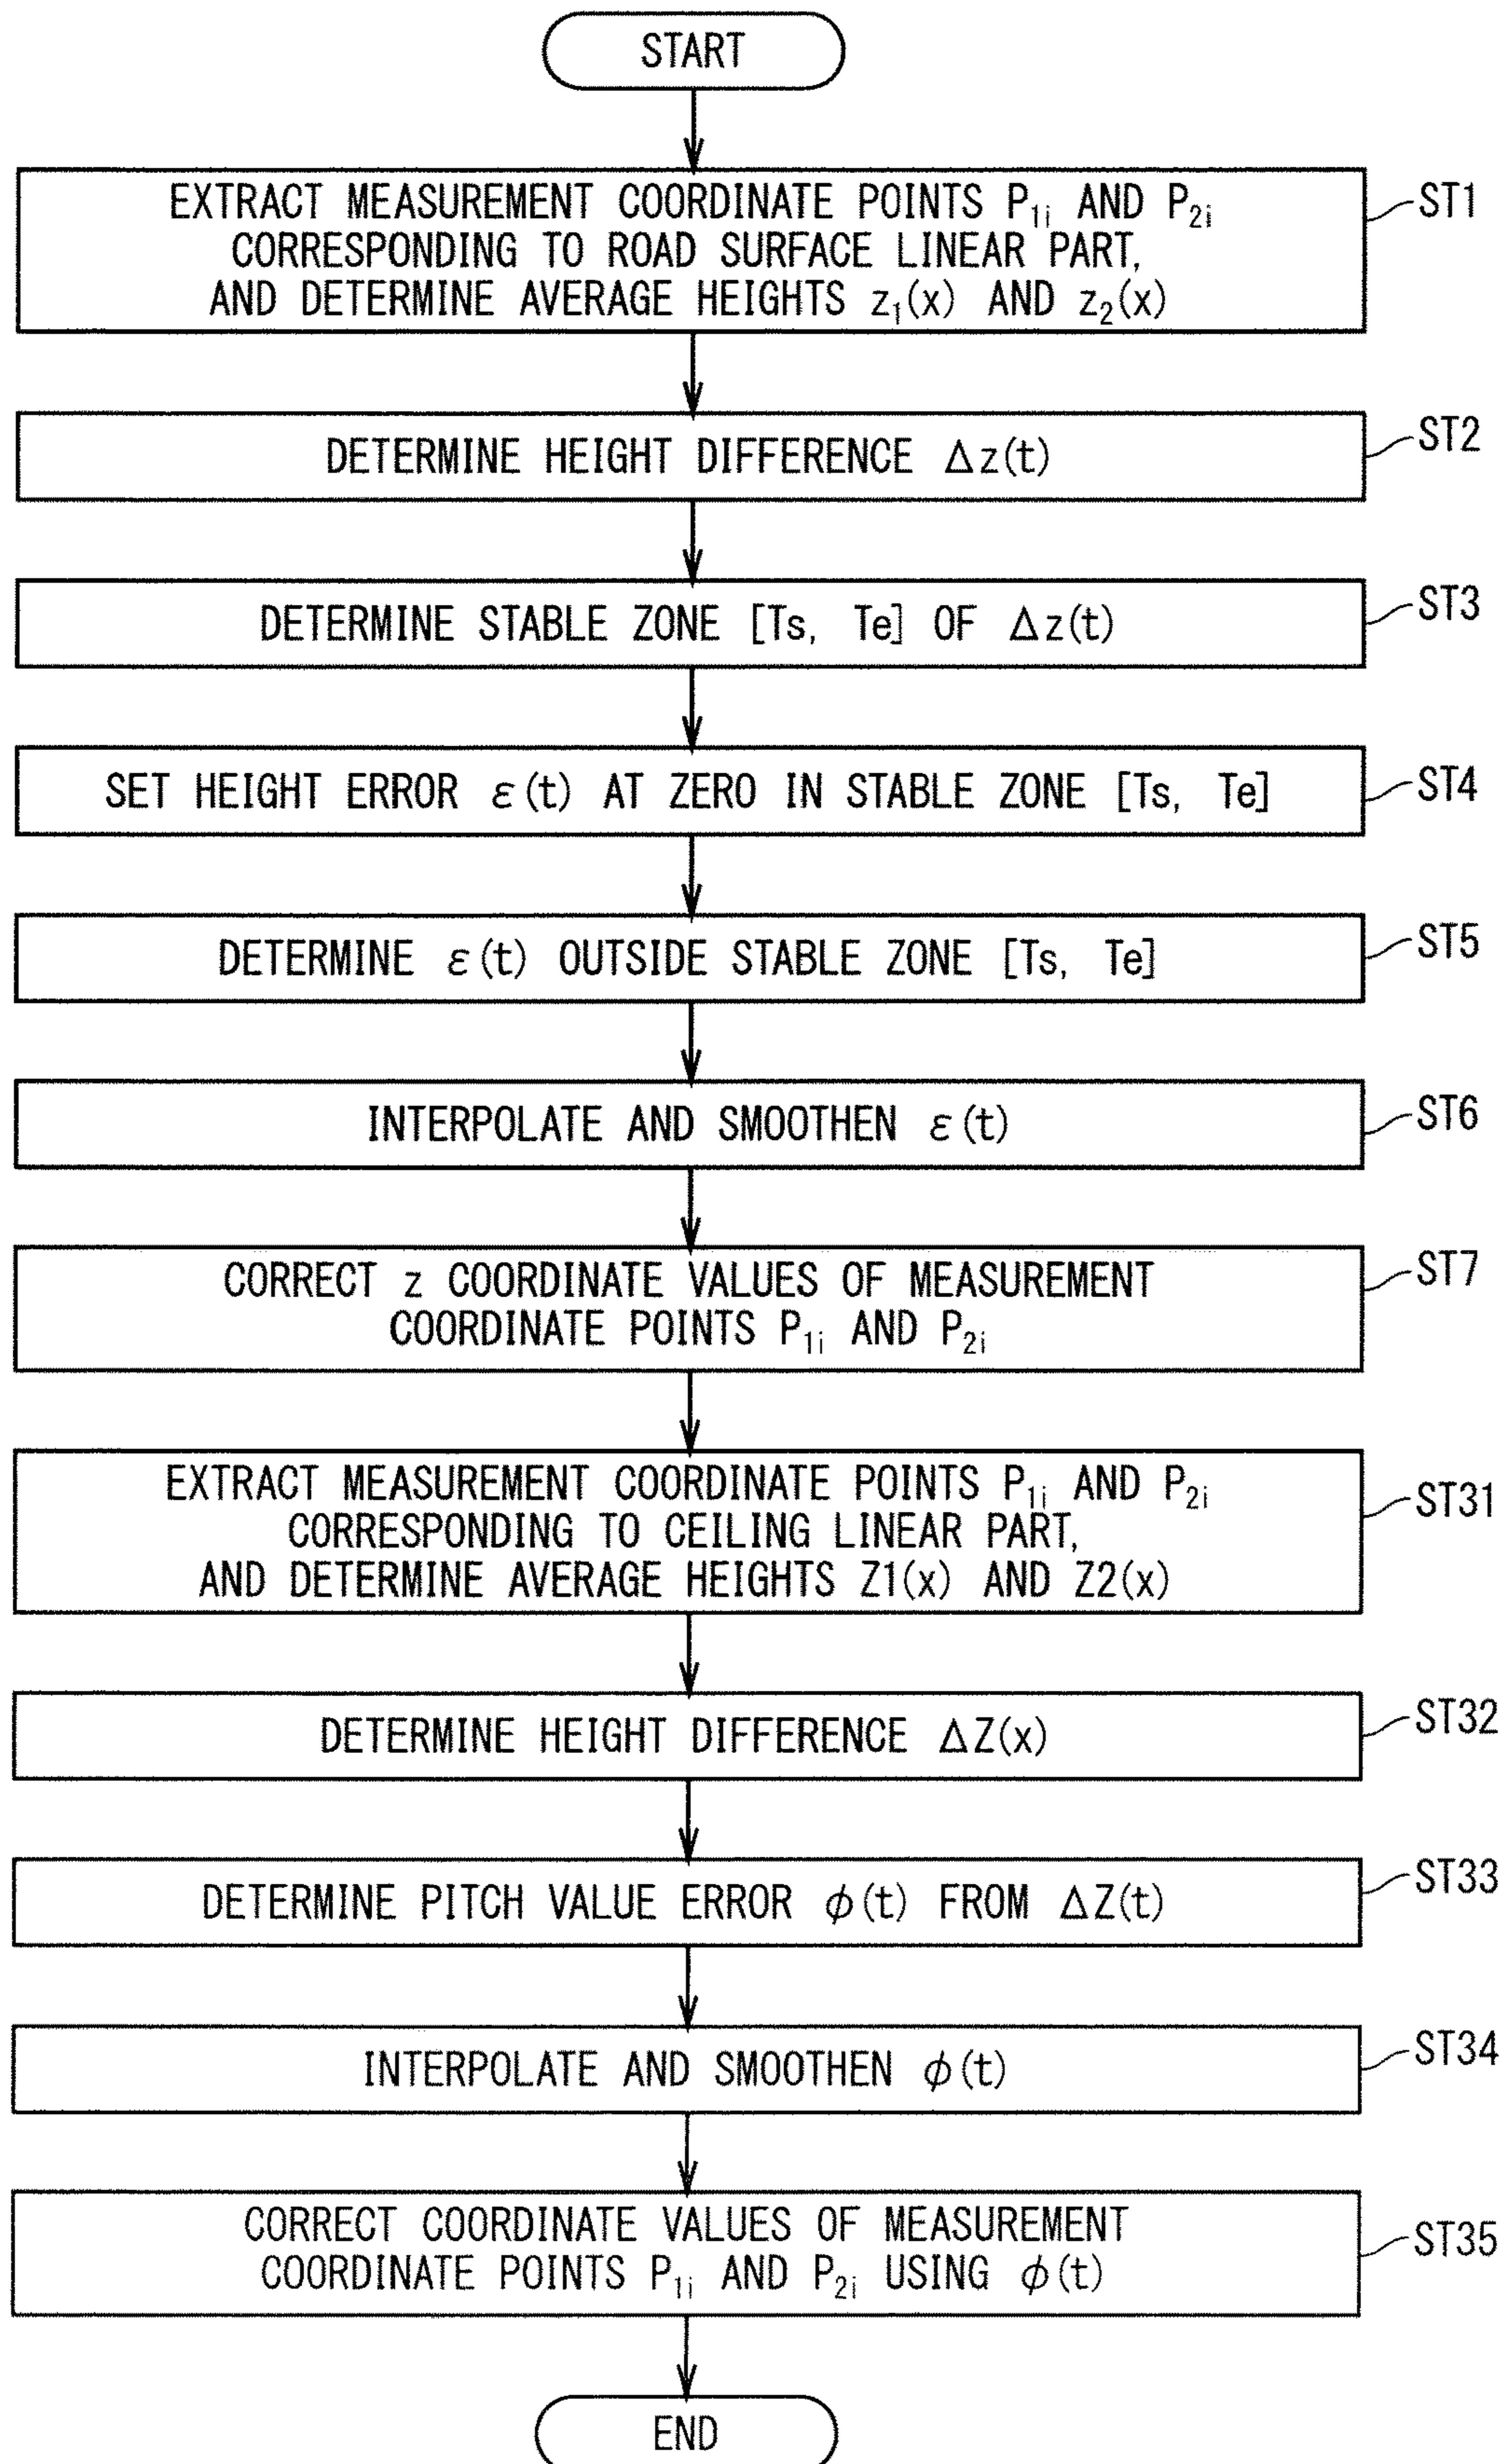 START
EXTRACT MEASUREMENT COORDINATE POINTS P₁ᵢ AND P₂ᵢ
CORRESPONDING TO ROAD SURFACE LINEAR PART,
AND DETERMINE AVERAGE HEIGHTS z₁(x) AND z₂(x)
ST1
DETERMINE HEIGHT DIFFERENCE Δz(t)
ST2
DETERMINE STABLE ZONE [Ts, Te] OF Δz(t)
ST3
SET HEIGHT ERROR ε(t) AT ZERO IN STABLE ZONE [Ts, Te]
ST4
DETERMINE ε(t) OUTSIDE STABLE ZONE [Ts, Te]
ST5
INTERPOLATE AND SMOOTHEN ε(t)
ST6
CORRECT z COORDINATE VALUES OF MEASUREMENT
COORDINATE POINTS P₁ᵢ AND P₂ᵢ
ST7
EXTRACT MEASUREMENT COORDINATE POINTS P₁ᵢ AND P₂ᵢ
CORRESPONDING TO CEILING LINEAR PART,
AND DETERMINE AVERAGE HEIGHTS Z1(x) AND Z2(x)
ST31
DETERMINE HEIGHT DIFFERENCE ΔZ(x)
ST32
DETERMINE PITCH VALUE ERROR φ(t) FROM ΔZ(t)
ST33
INTERPOLATE AND SMOOTHEN φ(t)
ST34
CORRECT COORDINATE VALUES OF MEASUREMENT
COORDINATE POINTS P₁ᵢ AND P₂ᵢ USING φ(t)
ST35
END